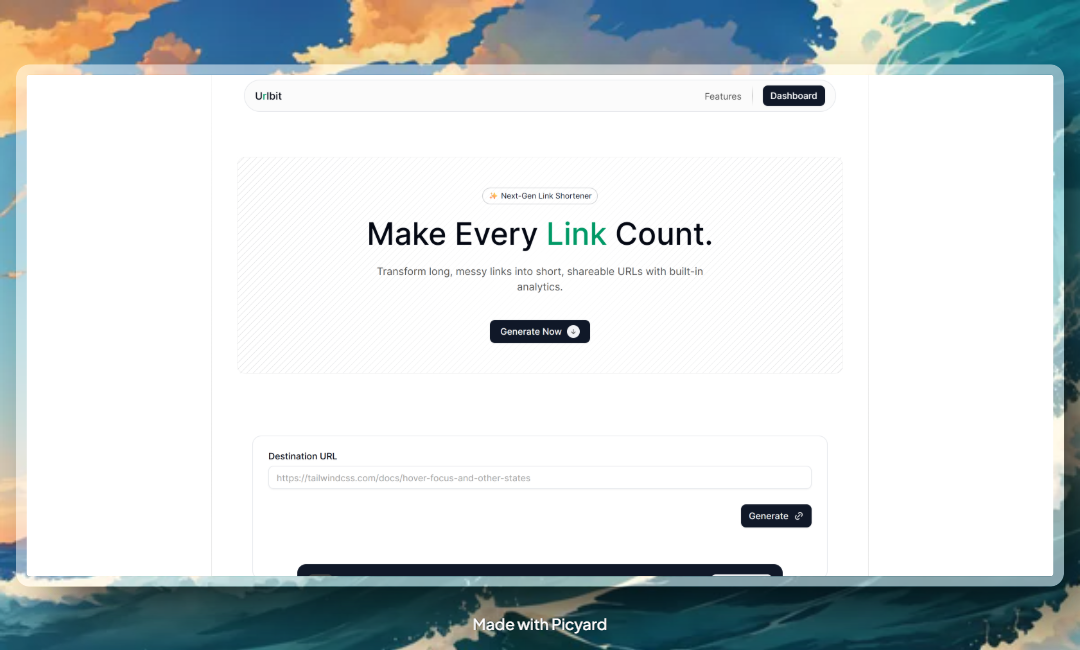 Urlbit
Features
Dashboard
✨ Next-Gen Link Shortener
Make Every Link Count.
Transform long, messy links into short, shareable URLs with built-in
analytics.
Generate Now
Destination URL
https://tailwindcss.com/docs/hover-focus-and-other-states
Generate
Made with Picyard